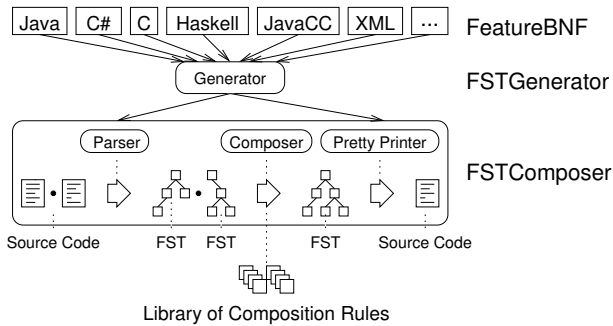 Java C# C Haskell JavaCC XML ... FeatureBNF
Generator FSTGenerator
Parser Composer Pretty Printer
FSTComposer
Source Code FST FST FST Source Code
Library of Composition Rules